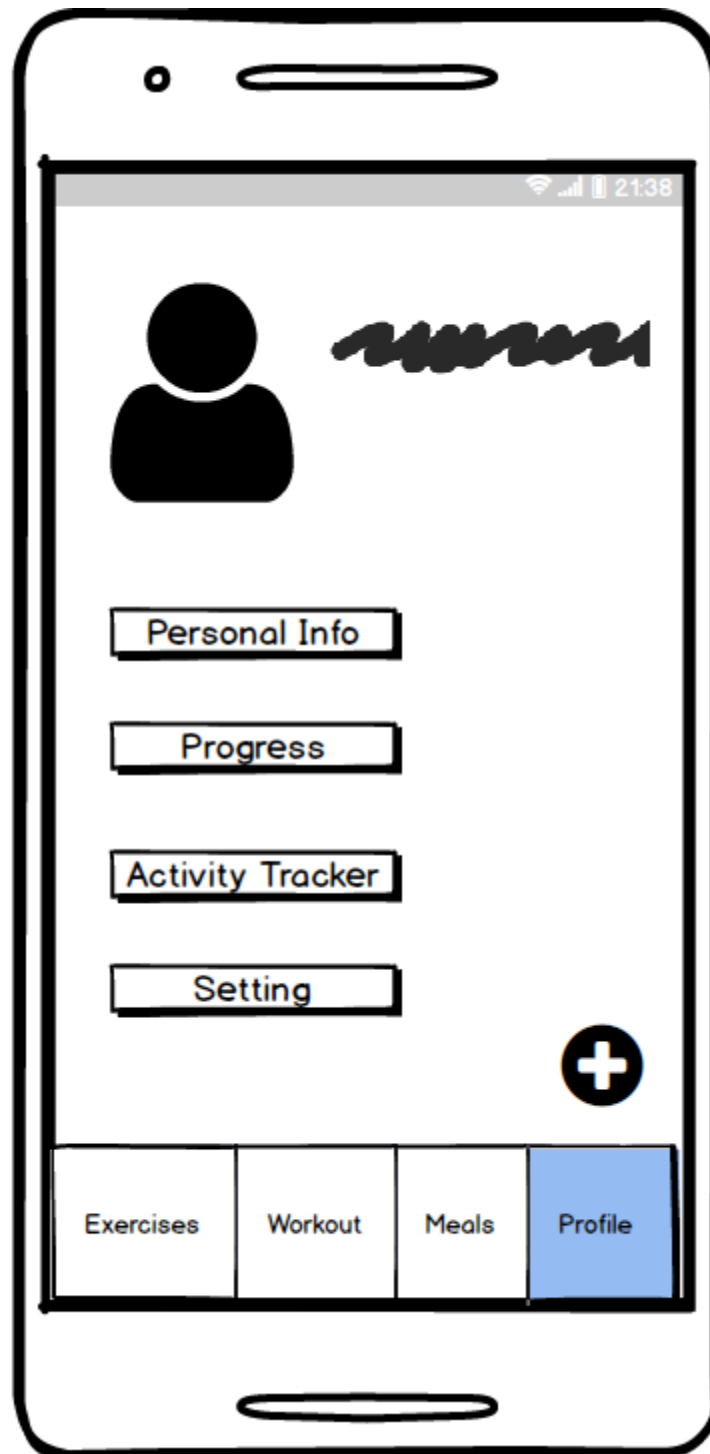 21:38
Personal Info
Progress
Activity Tracker
Setting
Exercises Workout Meals Profile